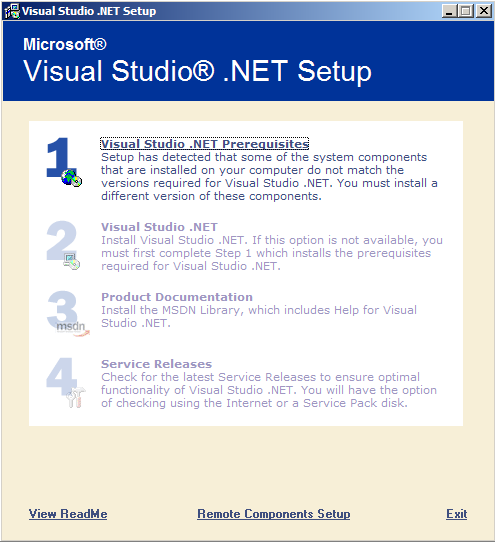 Visual Studio .NET Setup
Microsoft®
Visual Studio® .NET Setup
1
Visual Studio .NET Prerequisites
Setup has detected that some of the system components
that are installed on your computer do not match the
versions required for Visual Studio .NET. You must install a
different version of these components.
2
Visual Studio .NET
Install Visual Studio .NET. If this option is not available, you
must first complete Step 1 which installs the prerequisites
required for Visual Studio .NET.
3
msdn
Product Documentation
Install the MSDN Library, which includes Help for Visual
Studio .NET.
4
Service Releases
Check for the latest Service Releases to ensure optimal
functionality of Visual Studio .NET. You will have the option
of checking using the Internet or a Service Pack disk.
View ReadMe
Remote Components Setup
Exit